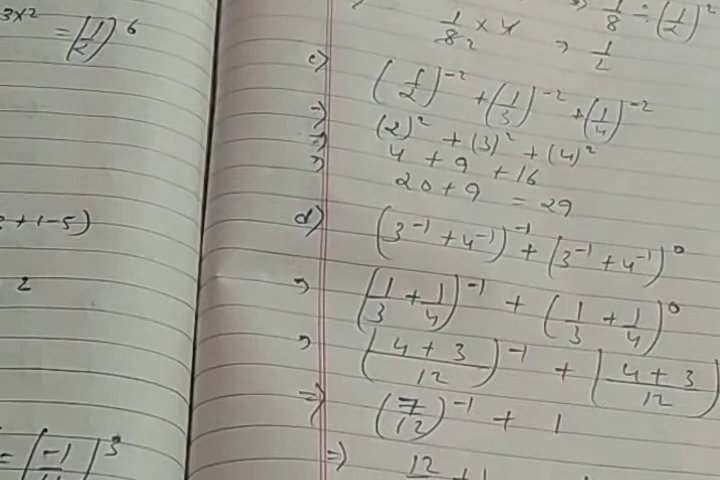 3x2 = (1/2)^6
+1-5)
2
= (-1/
)^3
⇒ 1/8 ÷ (1/2)^2
1/8 2 x 4 ⇒ 1/2
c) (1/2)^-2 + (1/3)^-2 + (1/4)^-2
⇒ (2)^2 + (3)^2 + (4)^2
⇒ 4 + 9 + 16
⇒ 20 + 9 = 29
d) (3^-1 + 4^-1)^-1 + (3^-1 + 4^-1)^0
⇒ (1/3 + 1/4)^-1 + (1/3 + 1/4)^0
⇒ (4 + 3/12)^-1 + (4 + 3/12)
⇒ (7/12)^-1 + 1
⇒ 12